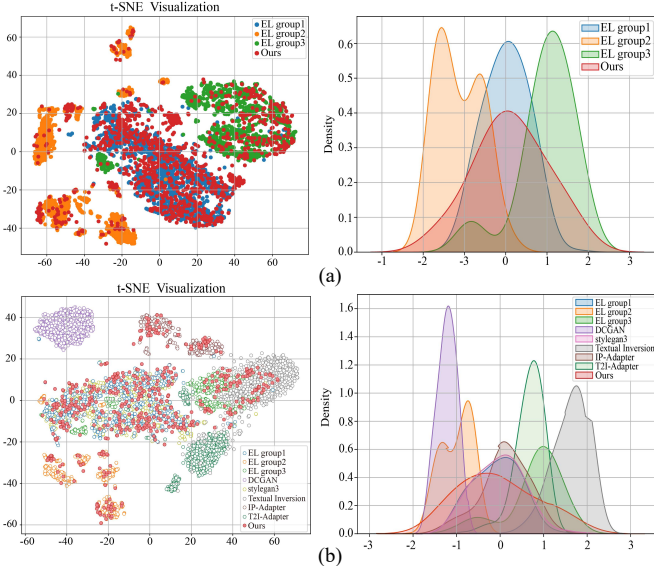 t-SNE Visualization
EL group1
EL group2
EL group3
Ours
60
40
20
0
-20
-40
-60
-40
-20
0
20
40
60
Density
0.6
0.5
0.4
0.3
0.2
0.1
0.0
EL group1
EL group2
EL group3
Ours
-1
-2
-1
0
1
2
3
(a)
t-SNE Visualization
40
20
0
-20
-40
-60
EL group1
EL group2
EL group3
DCGAN
stylegan3
Textual Inversion
IP-Adapter
T2I-Adapter
Ours
-60
-40
-20
0
20
40
60
Density
1.6
1.4
1.2
1.0
0.8
0.6
0.4
0.2
0.0
EL group1
EL group2
EL group3
DCGAN
stylegan3
Textual Inversion
IP-Adapter
T2I-Adapter
Ours
-3
-2
-1
0
1
2
3
(b)